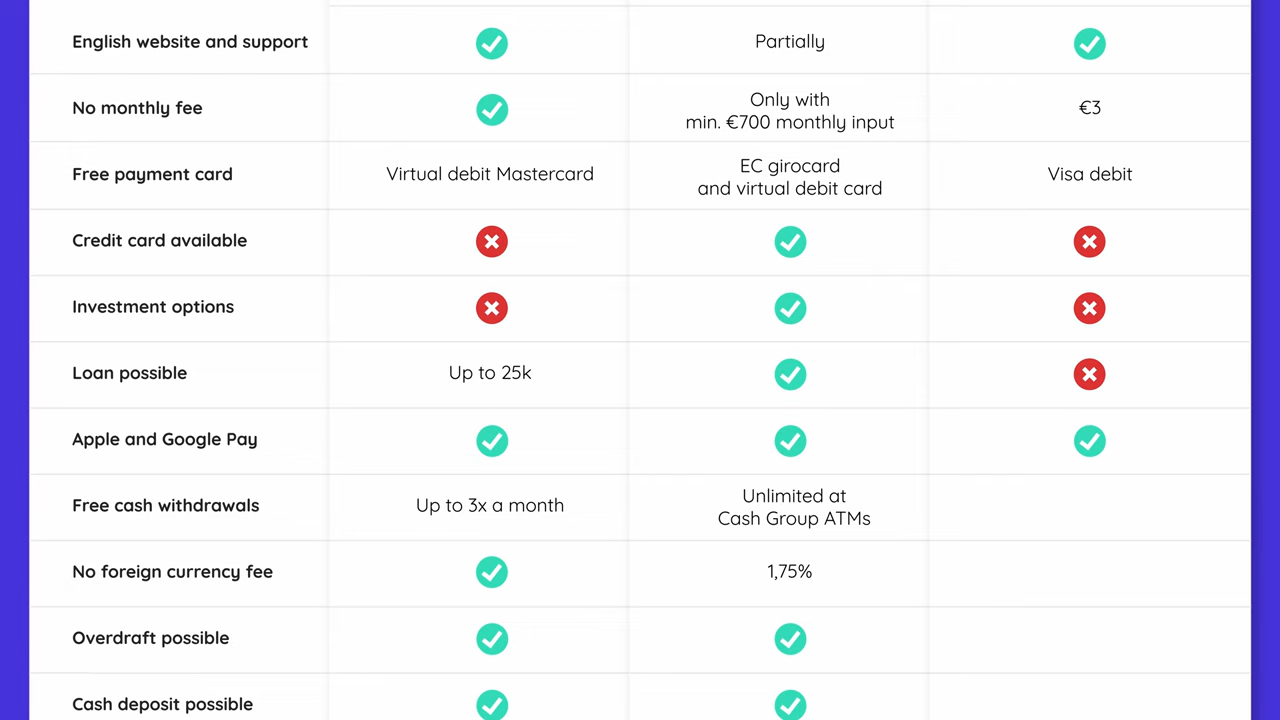 English website and support
Partially
No monthly fee
Only with
min. €700 monthly input
€3
Free payment card
Virtual debit Mastercard
EC girocard
and virtual debit card
Visa debit
Credit card available
Investment options
Loan possible
Up to 25k
Apple and Google Pay
Free cash withdrawals
Up to 3x a month
Unlimited at
Cash Group ATMs
No foreign currency fee
1,75%
Overdraft possible
Cash deposit possible